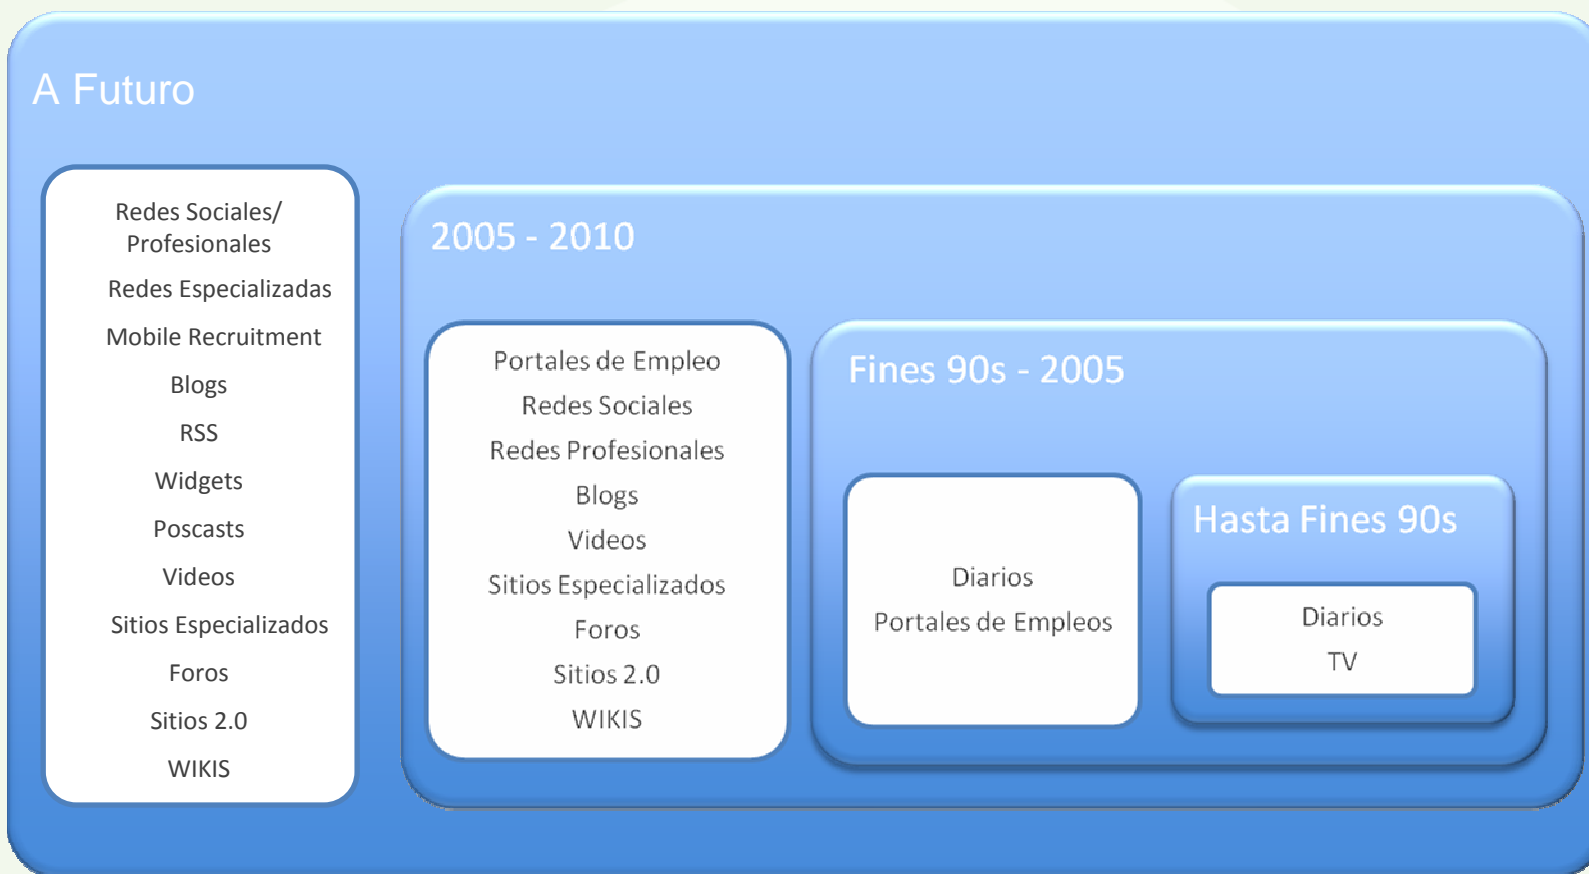 A Futuro
Redes Sociales/
Profesionales
Redes Especializadas
Mobile Recruitment
Blogs
RSS
Widgets
Poscasts
Videos
Sitios Especializados
Foros
Sitios 2.0
WIKIS
2005 - 2010
Portales de Empleo
Redes Sociales
Redes Profesionales
Blogs
Videos
Sitios Especializados
Foros
Sitios 2.0
WIKIS
Fines 90s - 2005
Diarios
Portales de Empleos
Hasta Fines 90s
Diarios
TV